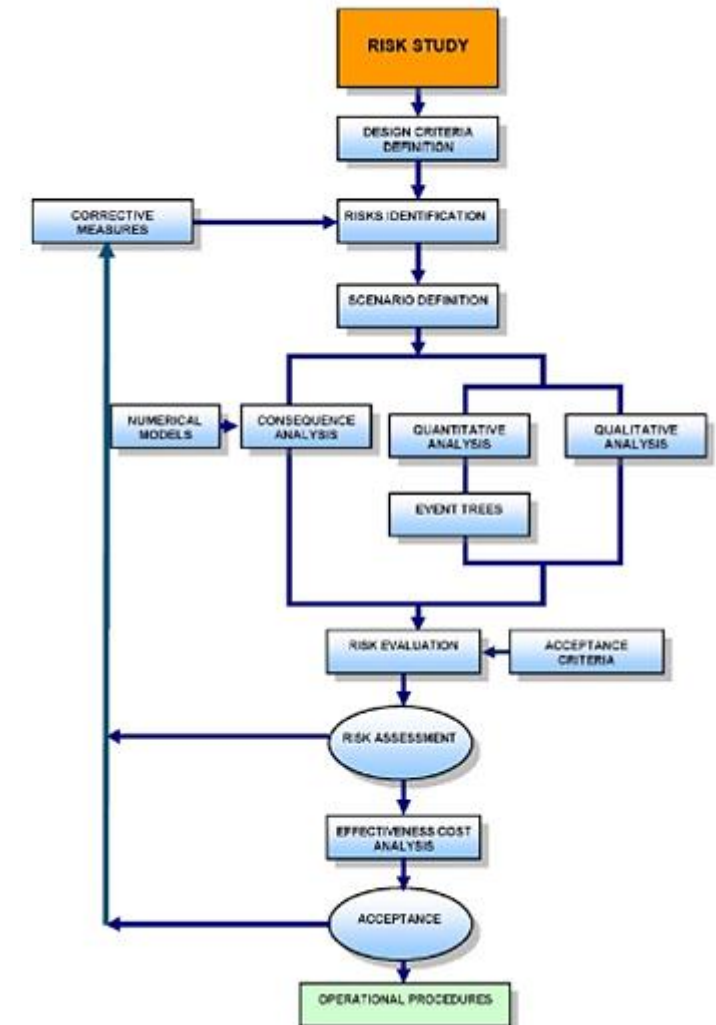 RISK STUDY
DESIGN CRITERIA
DEFINITION
CORRECTIVE
MEASURES
RISKS IDENTIFICATION
SCENARIO DEFINITION
NUMERICAL
MODELS
CONSEQUENCE
ANALYSIS
QUANTITATIVE
ANALYSIS
QUALITATIVE
ANALYSIS
EVENT TREES
RISK EVALUATION
ACCEPTANCE
CRITERIA
RISK ASSESSMENT
EFFECTIVENESS COST
ANALYSIS
ACCEPTANCE
OPERATIONAL PROCEDURES